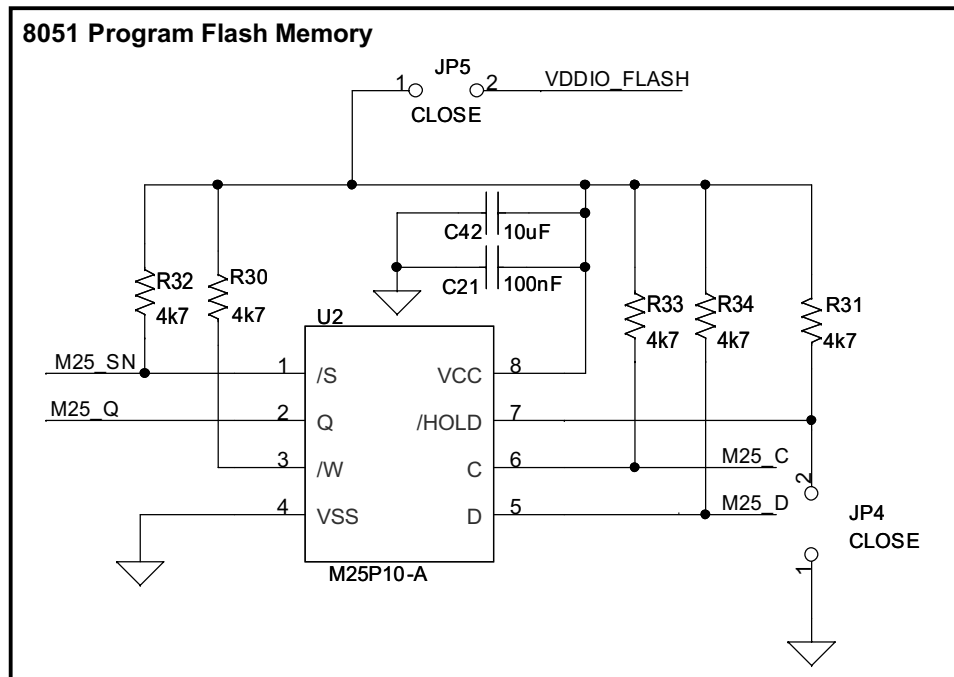 8051 Program Flash Memory
JP5
1
2
VDDIO_FLASH
CLOSE
C42
10uF
C21
100nF
R32
4k7
R30
4k7
R33
4k7
R34
4k7
R31
4k7
U2
M25_SN
1
/S
VCC
8
M25_Q
2
Q
/HOLD
7
3
/W
C
6
M25_C
4
VSS
D
5
M25_D
2
JP4
CLOSE
1
M25P10-A